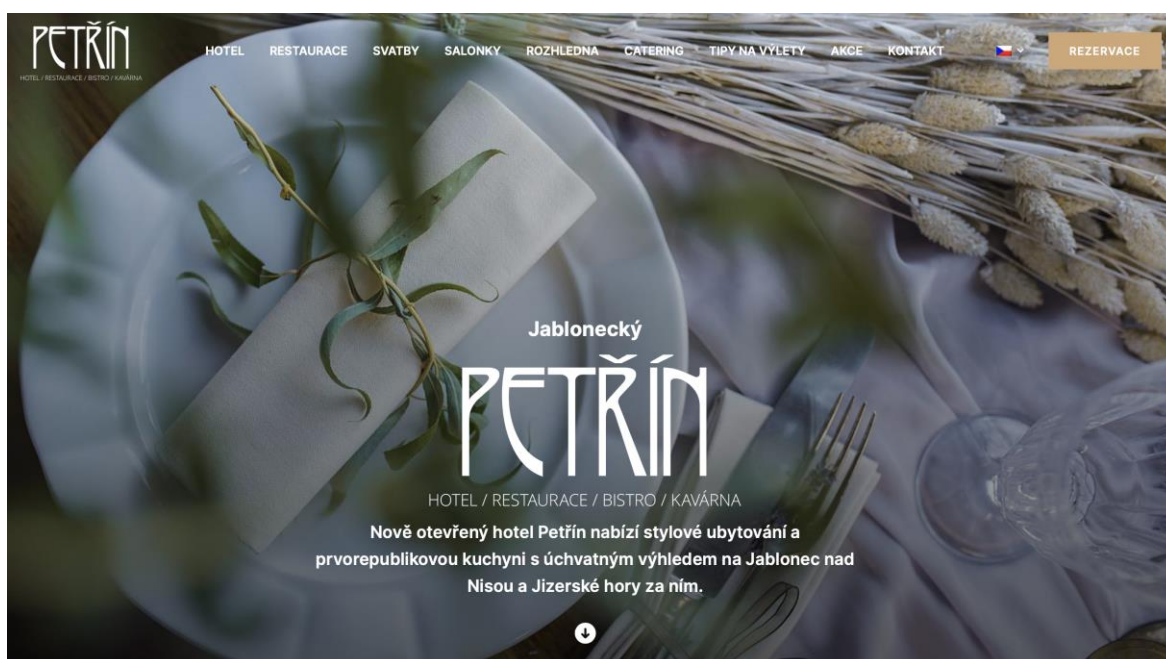 PETŘÍN
HOTEL / RESTAURACE / BISTRO / KAVÁRNA
HOTEL RESTAURACE SVATBY SALONKY ROZHLEDNA CATERING TIPY NA VÝLETY AKCE KONTAKT REZERVACE
Jablonecký
PETŘÍN
HOTEL / RESTAURACE / BISTRO / KAVÁRNA
Nově otevřený hotel Petřín nabízí stylové ubytování a
prvorepublikovou kuchyni s úchvatným výhledem na Jablonec nad
Nisou a Jizerské hory za ním.